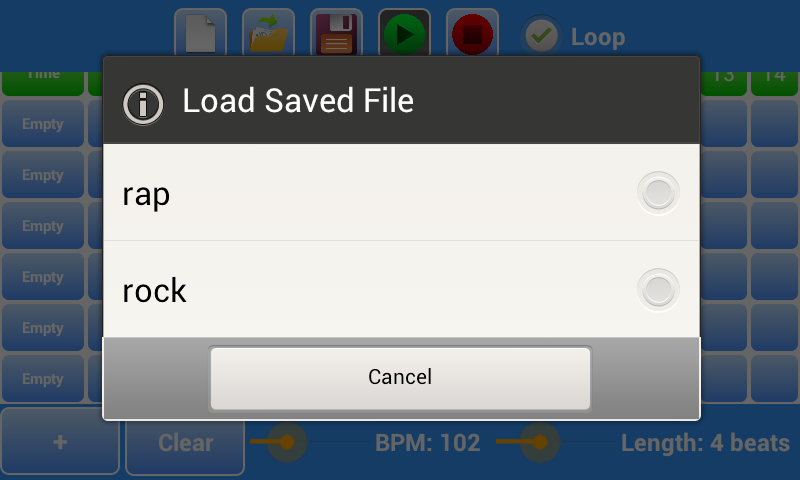 Loop
Time 13 14
Load Saved File
Empty
rap
Empty
Empty
rock
Empty
Empty
Cancel
Empty
+ Clear BPM: 102 Length: 4 beats